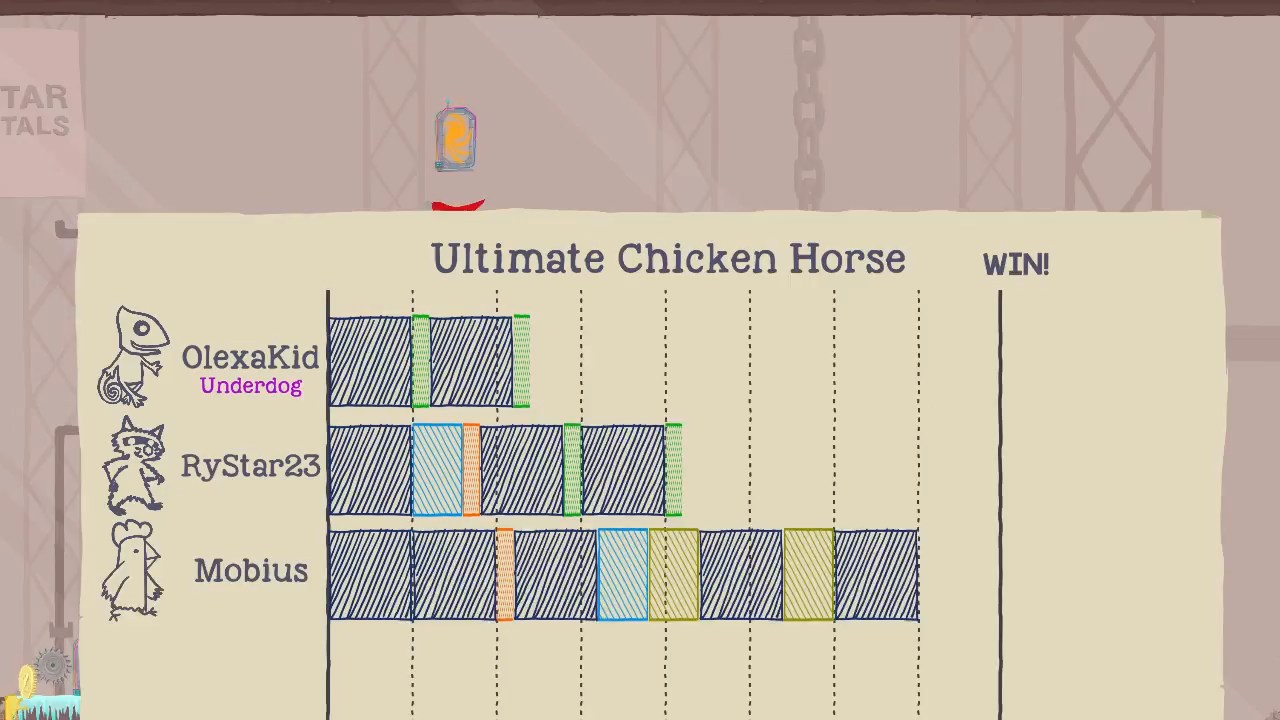 TAR
TALS
Ultimate Chicken Horse
WIN!
OlexaKid
Underdog
RyStar23
Mobius